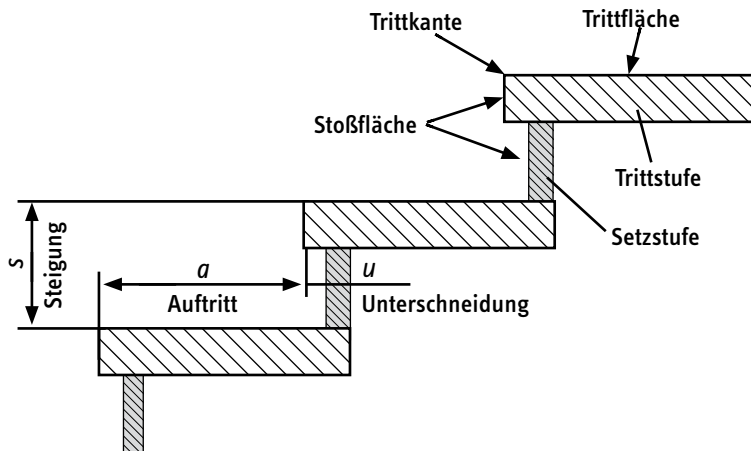 Trittkante
Trittfläche
Stoßfläche
Trittstufe
Setzstufe
s
Steigung
a
Auftritt
u
Unterschneidung